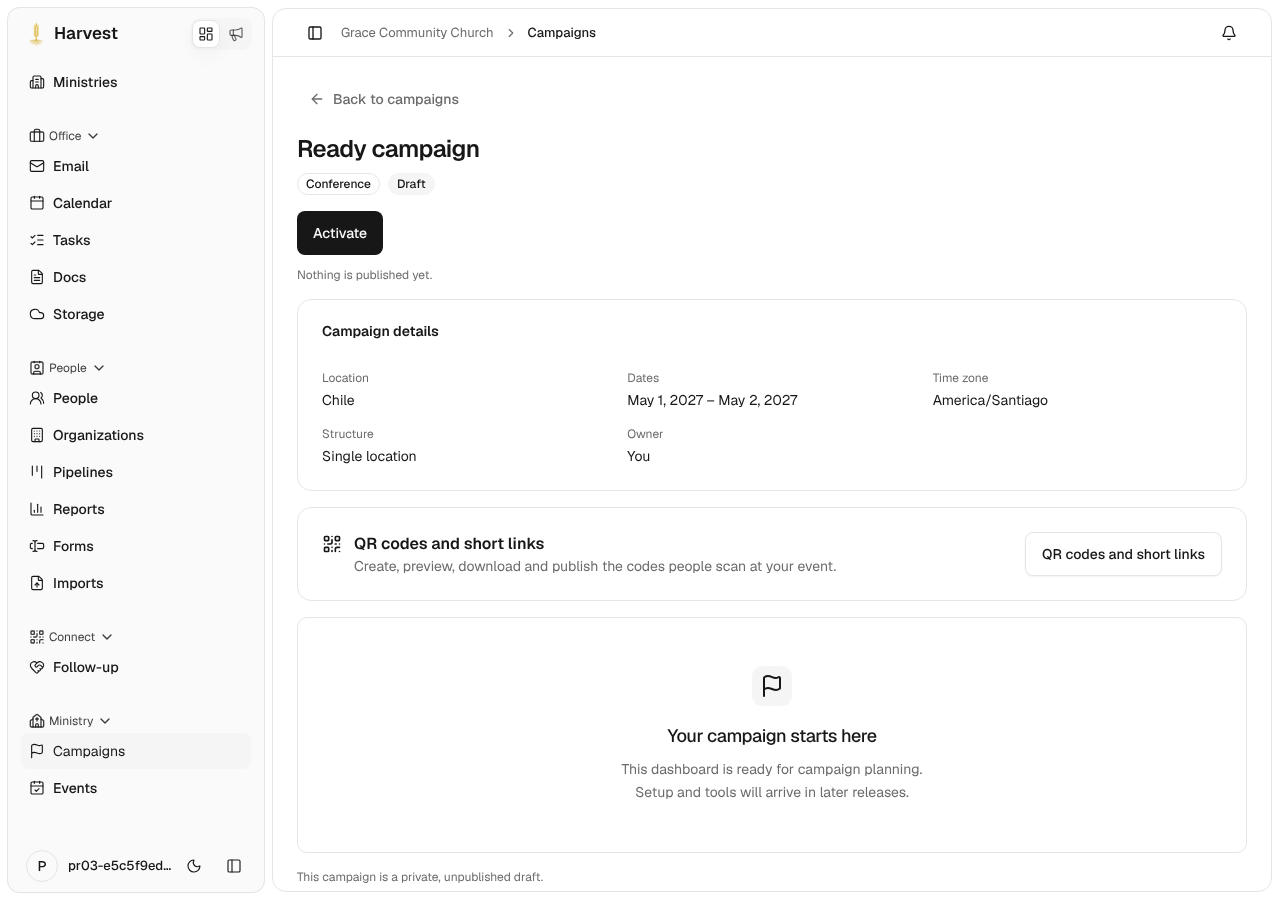 Harvest
Ministries
Office
Email
Calendar
Tasks
Docs
Storage
People
People
Organizations
Pipelines
Reports
Forms
Imports
Connect
Follow-up
Ministry
Campaigns
Events
P pr03-e5c5f9ed...
Grace Community Church > Campaigns
Back to campaigns
Ready campaign
Conference Draft
Activate
Nothing is published yet.
Campaign details
Location Dates Time zone
Chile May 1, 2027 – May 2, 2027 America/Santiago
Structure Owner
Single location You
QR codes and short links
Create, preview, download and publish the codes people scan at your event.
QR codes and short links
Your campaign starts here
This dashboard is ready for campaign planning.
Setup and tools will arrive in later releases.
This campaign is a private, unpublished draft.